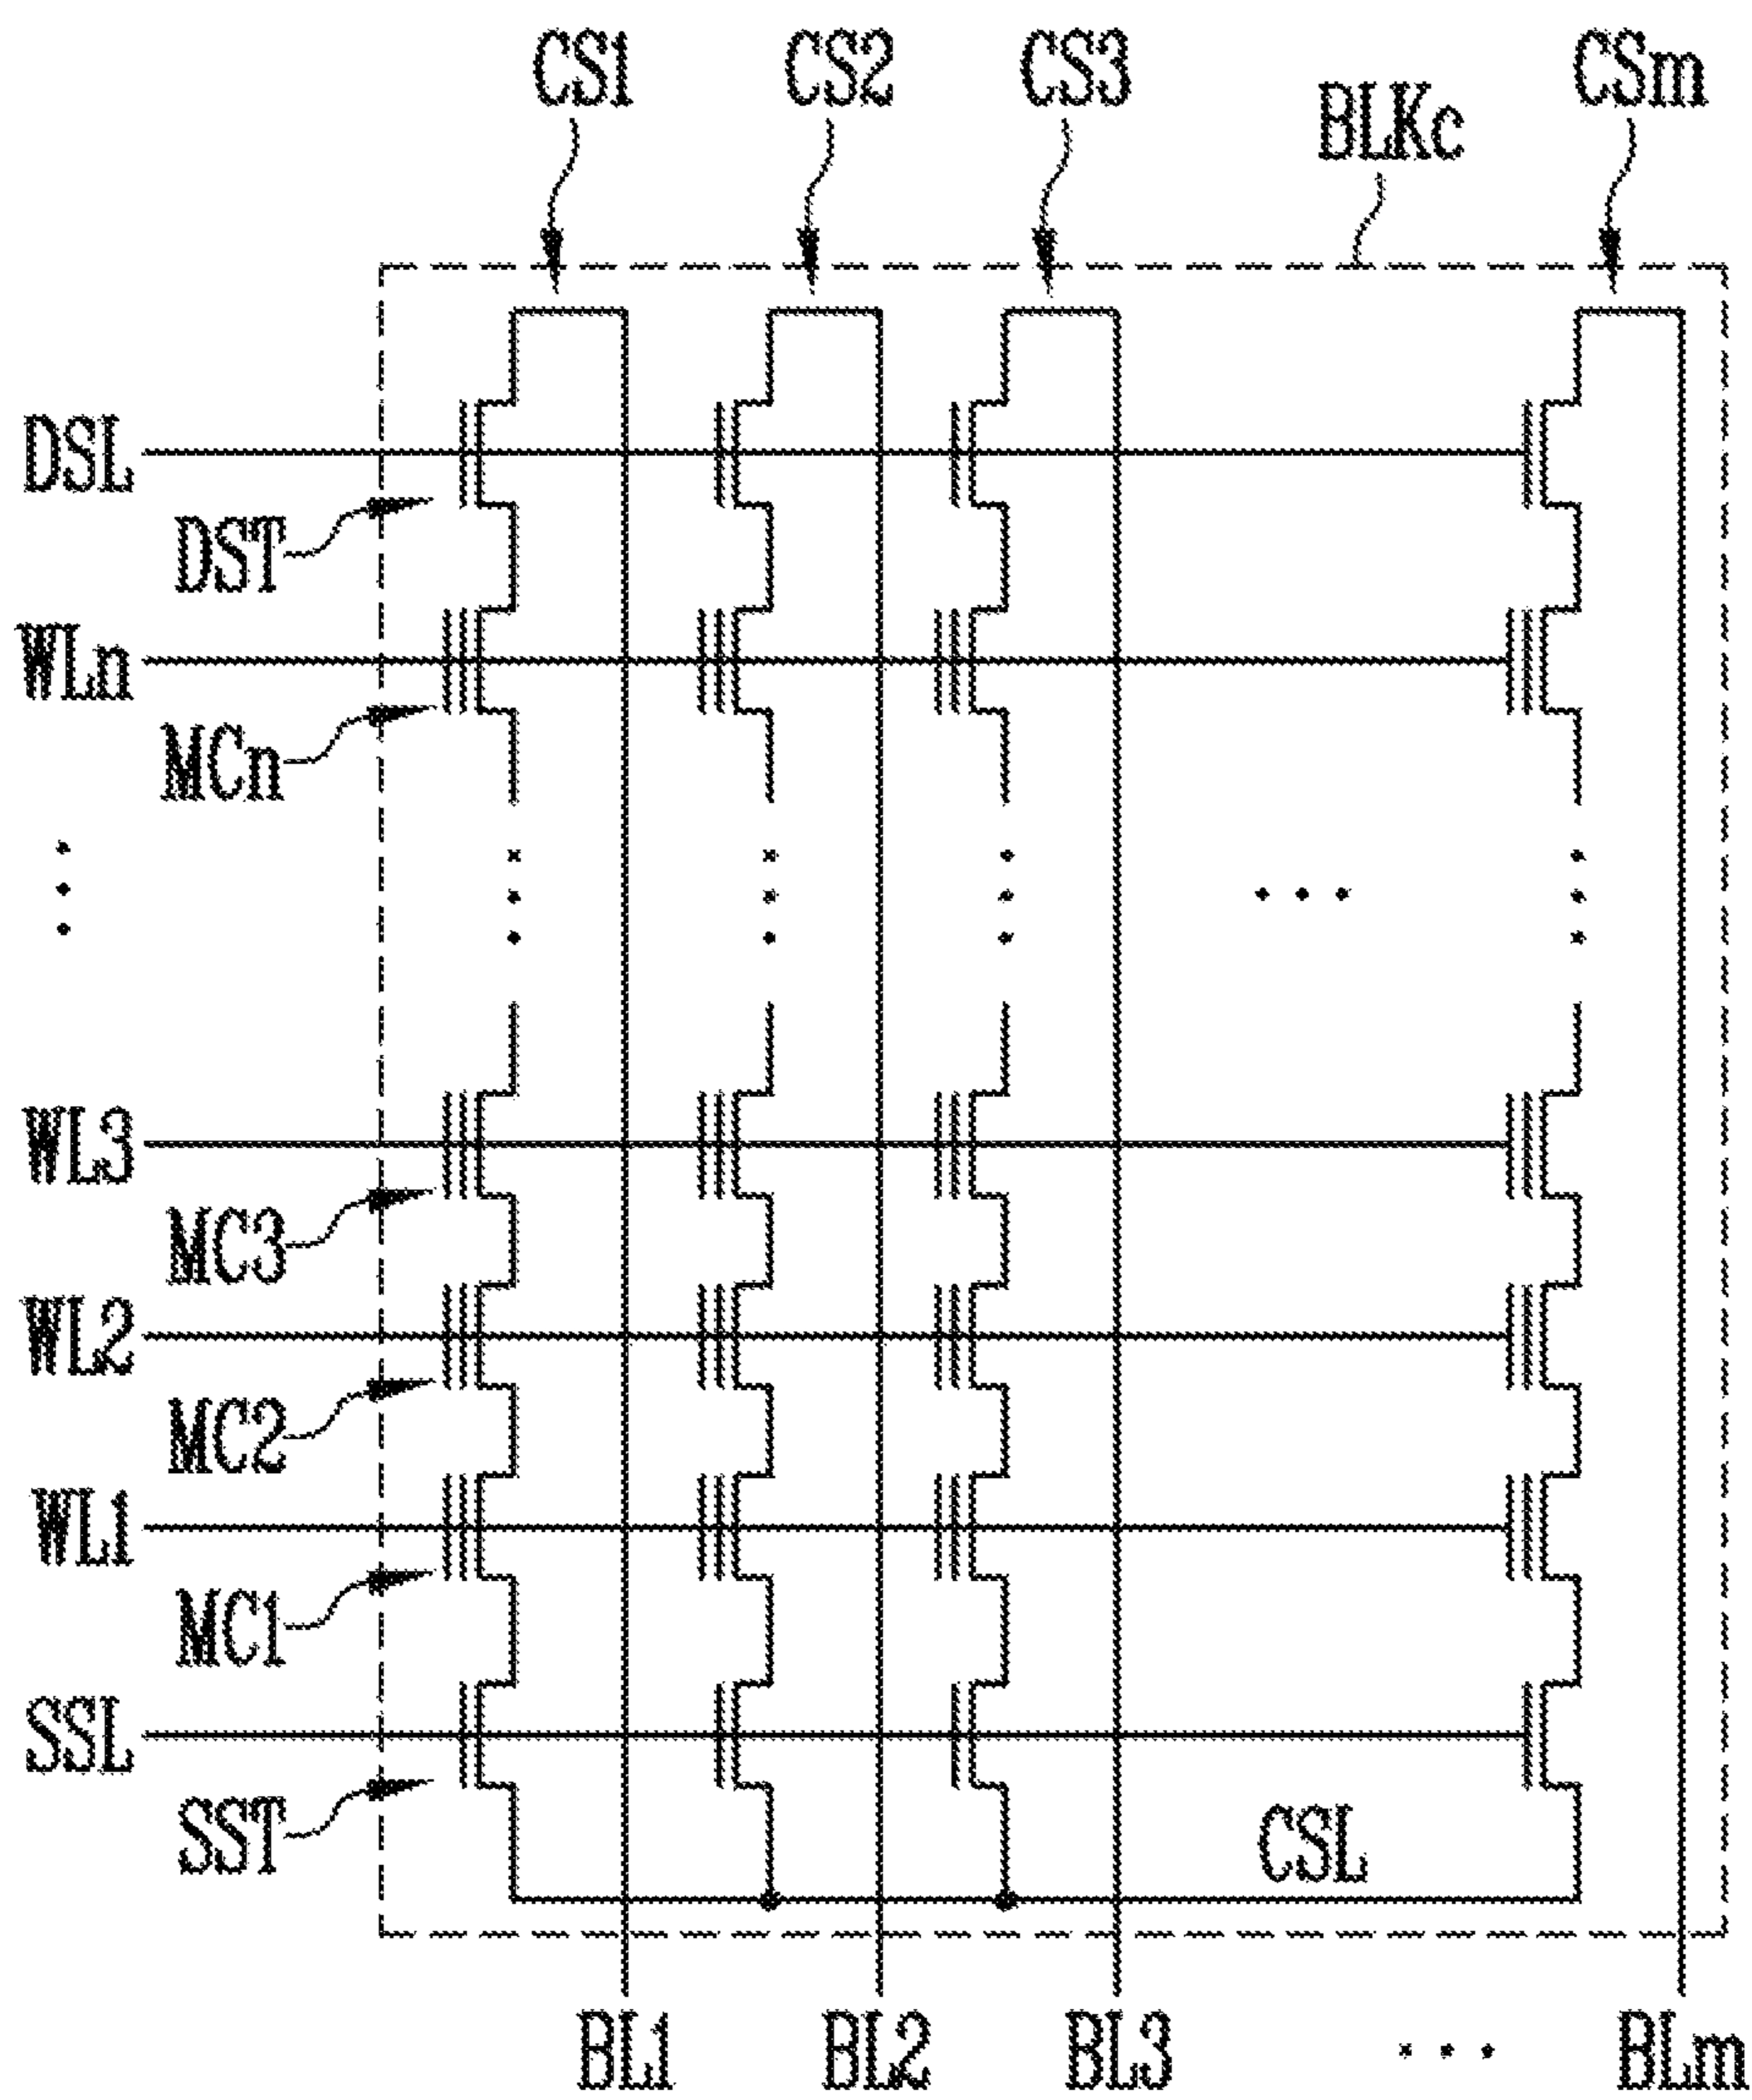 CS1 CS2 CS3 CSm
BLKc
DSL
DST
WLn
MCn
WL3
MC3
WL2
MC2
WL1
MC1
SSL
SST
CSL
BL1 BL2 BL3 ... BLm